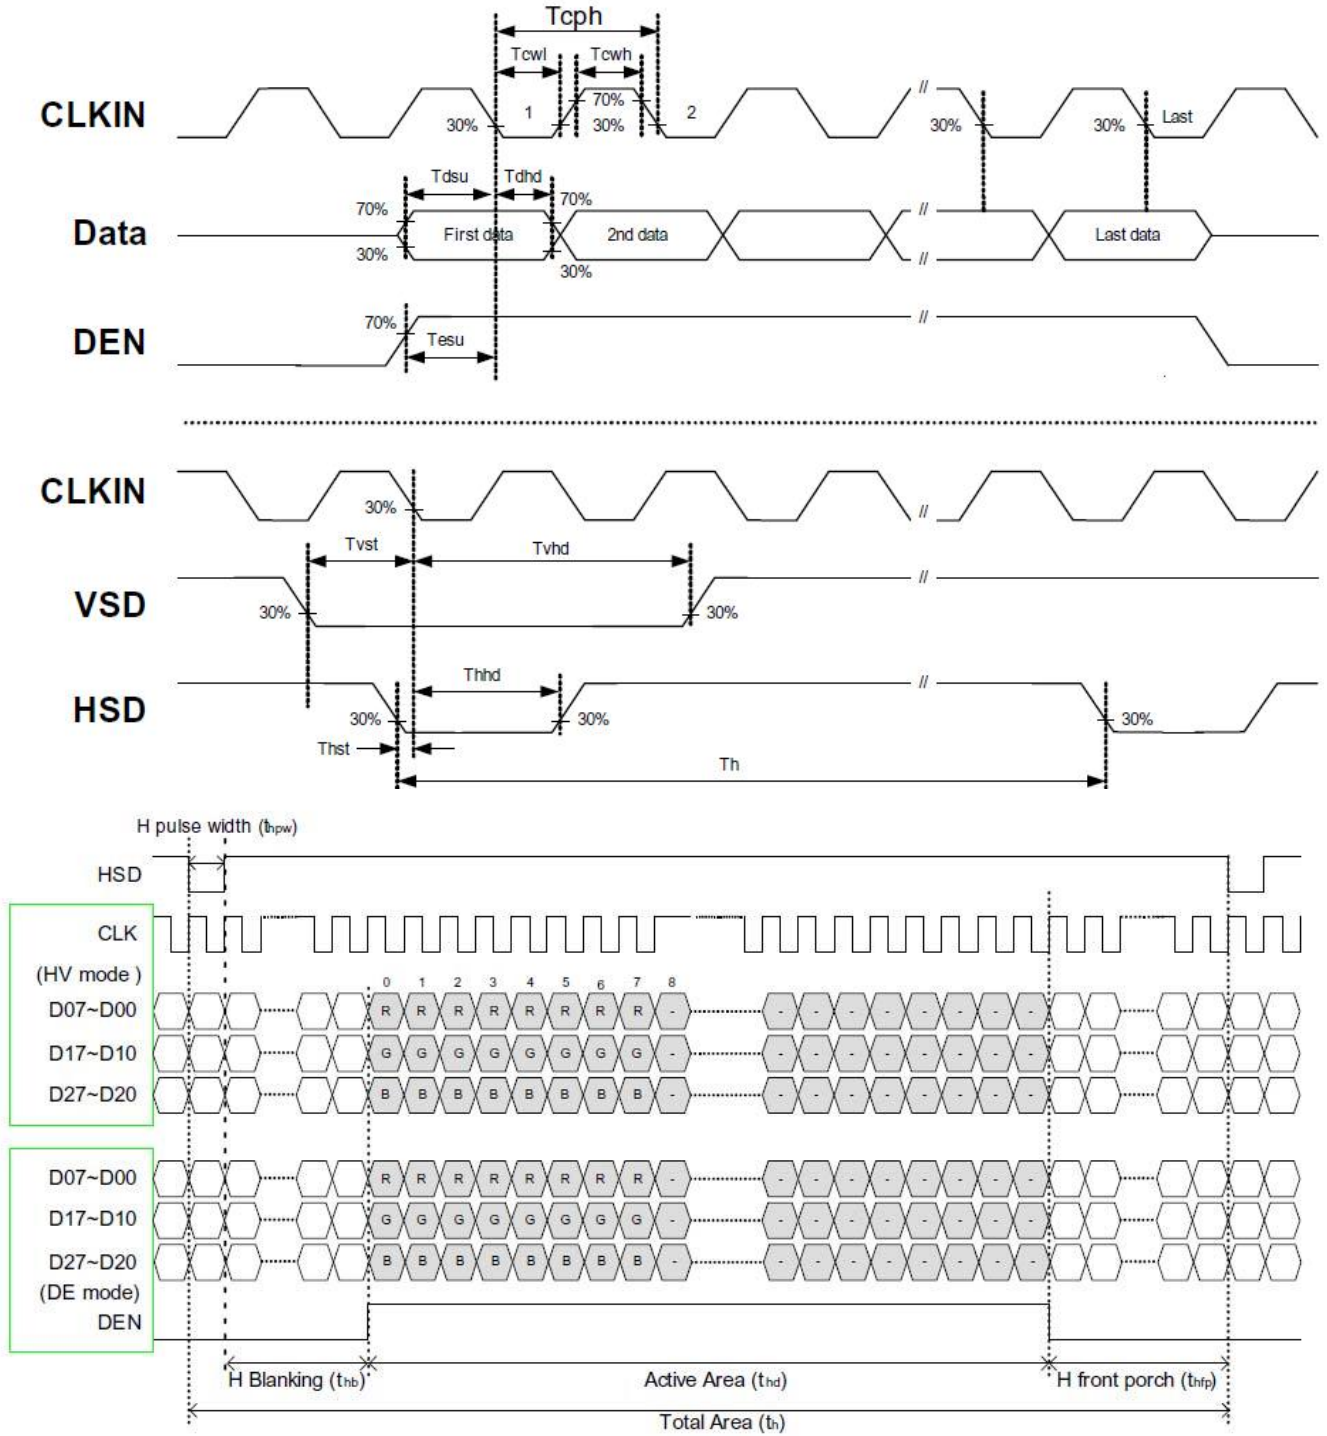 Tcph
Tcwl Tcwh
CLKIN 30% 1 70% 30% 2 // 30% 30% Last
Tdsu Tdhd
70% 70% //
Data First data 2nd data Last data
30% 30% //
70% //
DEN Tesu
CLKIN 30% //
Tvst Tvhd
//
VSD 30% 30%
Thhd //
HSD 30% 30% 30%
Thst
Th
H pulse width (thpw)
HSD
CLK
(HV mode )
0 1 2 3 4 5 6 7 8
D07~D00 R R R R R R R R - - - - - - - - -
D17~D10 G G G G G G G G - - - - - - - - -
D27~D20 B B B B B B B B - - - - - - - - -
D07~D00 R R R R R R R R - - - - - - - - -
D17~D10 G G G G G G G G - - - - - - - - -
D27~D20 B B B B B B B B - - - - - - - - -
(DE mode)
DEN
H Blanking (thb) Active Area (thd) H front porch (thfp)
Total Area (th)